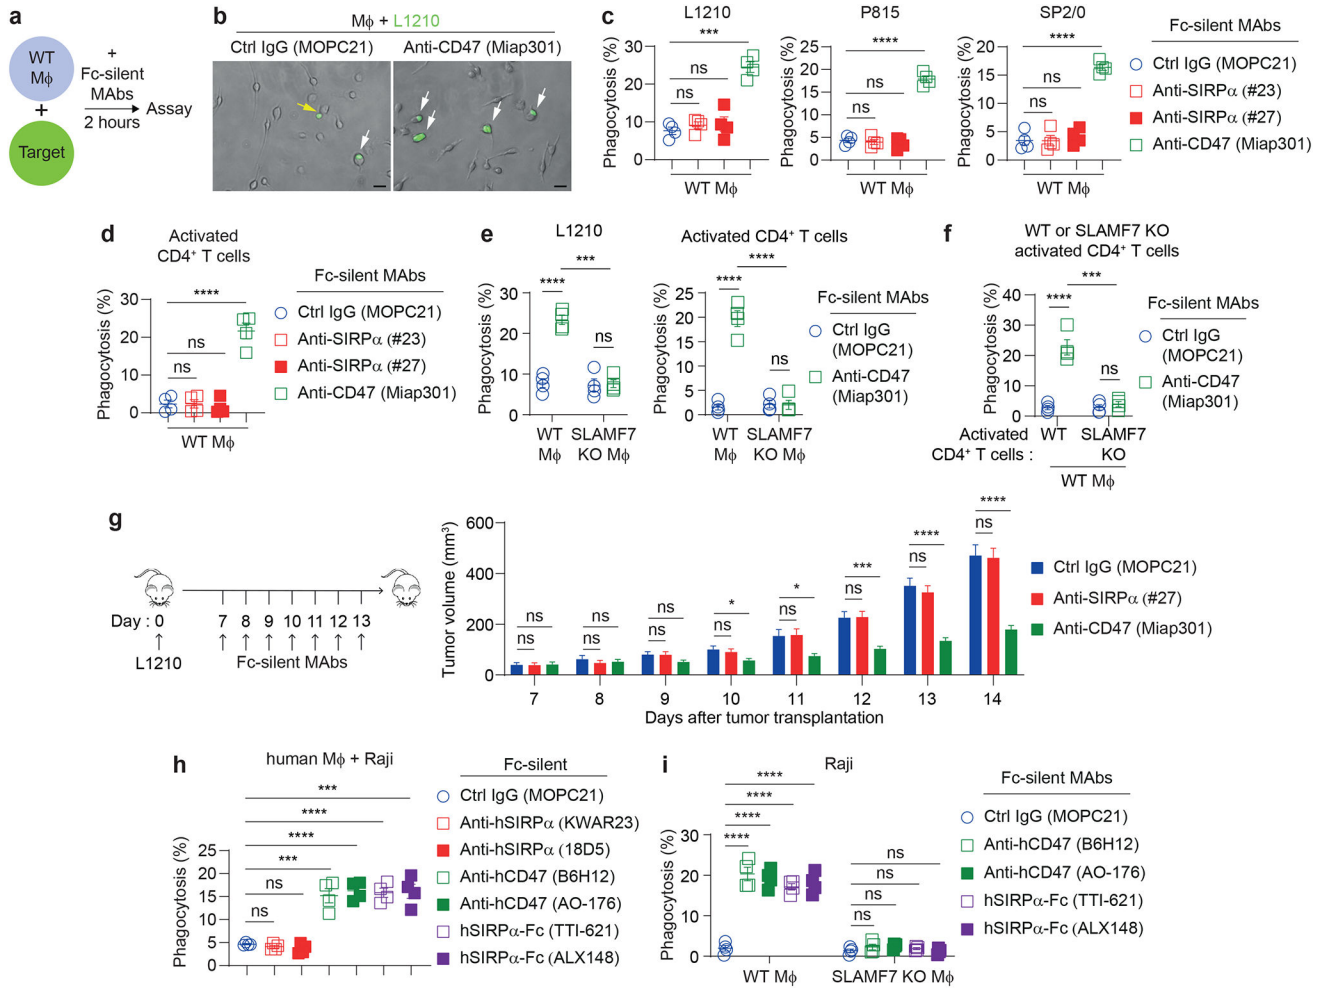 a
WT
Mϕ
+
Target
+
Fc-silent
MAbs
2 hours
Assay
b
Mϕ + L1210
Ctrl IgG (MOPC21)
Anti-CD47 (Miap301)
c
L1210
Phagocytosis (%)
30
20
10
0
ns
ns
***
WT Mϕ
P815
Phagocytosis (%)
25
20
15
10
5
0
ns
ns
****
WT Mϕ
SP2/0
Phagocytosis (%)
20
15
10
5
0
ns
ns
****
WT Mϕ
Fc-silent MAbs
Ctrl IgG (MOPC21)
Anti-SIRPα (#23)
Anti-SIRPα (#27)
Anti-CD47 (Miap301)
d
Activated
CD4+ T cells
Phagocytosis (%)
30
20
10
0
****
ns
ns
WT Mϕ
Fc-silent MAbs
Ctrl IgG (MOPC21)
Anti-SIRPα (#23)
Anti-SIRPα (#27)
Anti-CD47 (Miap301)
e
L1210
Phagocytosis (%)
30
20
10
0
***
****
ns
WT
Mϕ
SLAMF7
KO Mϕ
Activated CD4+ T cells
Phagocytosis (%)
25
20
15
10
5
0
****
****
ns
WT
Mϕ
SLAMF7
KO Mϕ
Fc-silent MAbs
Ctrl IgG
(MOPC21)
Anti-CD47
(Miap301)
f
WT or SLAMF7 KO
activated CD4+ T cells
Phagocytosis (%)
40
30
20
10
0
***
****
ns
Activated
CD4+ T cells :
WT
SLAMF7
KO
WT Mϕ
Fc-silent MAbs
Ctrl IgG
(MOPC21)
Anti-CD47
(Miap301)
g
Day : 0
7 8 9 10 11 12 13
L1210
Fc-silent MAbs
Tumor volume (mm3)
600
400
200
0
ns
ns
ns
ns
ns
ns
ns
*
ns
*
ns
***
ns
****
ns
****
7 8 9 10 11 12 13 14
Days after tumor transplantation
Ctrl IgG (MOPC21)
Anti-SIRPα (#27)
Anti-CD47 (Miap301)
h
human Mϕ + Raji
Phagocytosis (%)
25
20
15
10
5
0
***
****
****
***
ns
ns
Fc-silent
Ctrl IgG (MOPC21)
Anti-hSIRPα (KWAR23)
Anti-hSIRPα (18D5)
Anti-hCD47 (B6H12)
Anti-hCD47 (AO-176)
hSIRPα-Fc (TTI-621)
hSIRPα-Fc (ALX148)
i
Raji
Phagocytosis (%)
30
20
10
0
****
****
****
****
ns
ns
ns
ns
WT Mϕ
SLAMF7 KO Mϕ
Fc-silent MAbs
Ctrl IgG (MOPC21)
Anti-hCD47 (B6H12)
Anti-hCD47 (AO-176)
hSIRPα-Fc (TTI-621)
hSIRPα-Fc (ALX148)